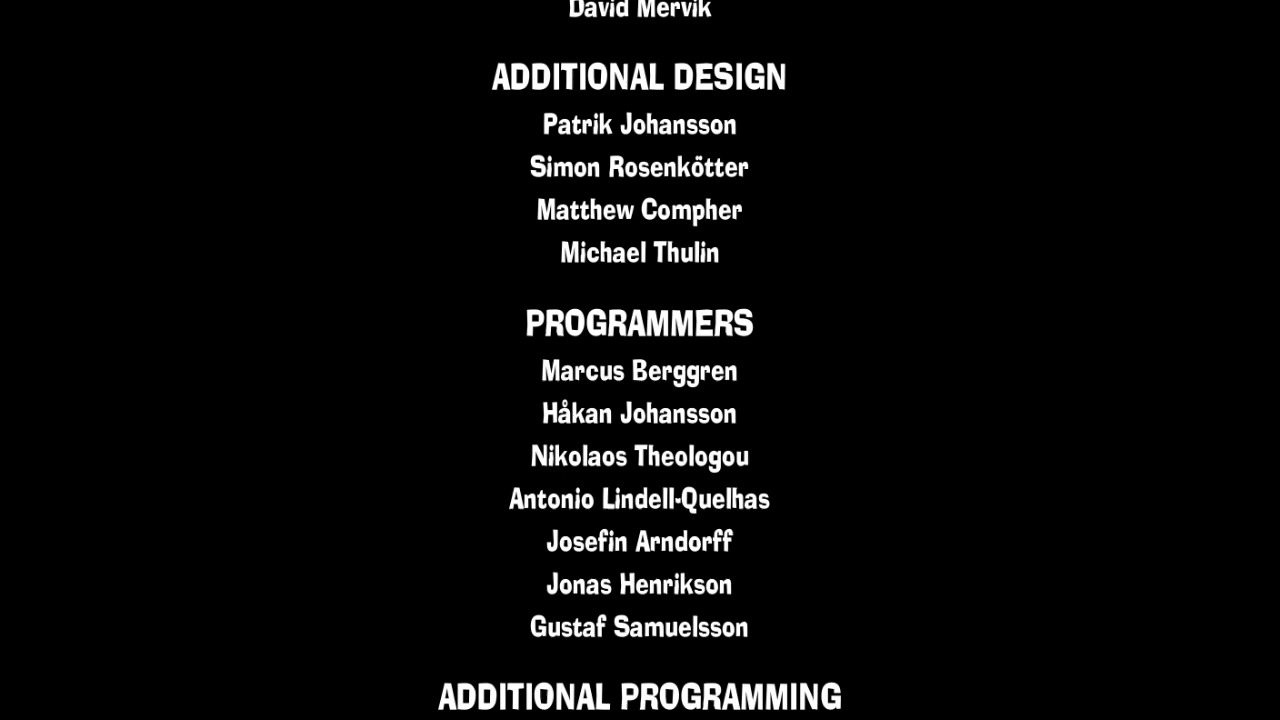 David Mervik
ADDITIONAL DESIGN
Patrik Johansson
Simon Rosenkötter
Matthew Compher
Michael Thulin
PROGRAMMERS
Marcus Berggren
Håkan Johansson
Nikolaos Theologou
Antonio Lindell-Quelhas
Josefin Arndorff
Jonas Henrikson
Gustaf Samuelsson
ADDITIONAL PROGRAMMING